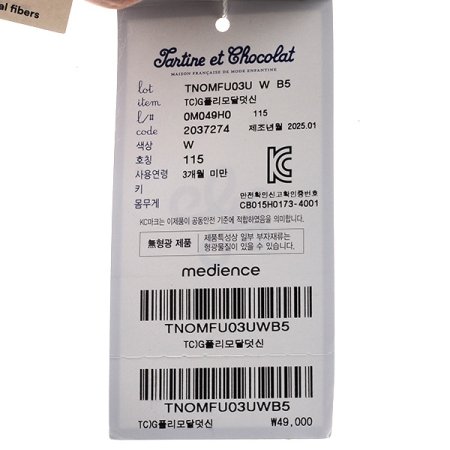 al fibers
Tartine et Chocolat
MAISON FRANÇAISE DE MODE ENFANTINE
lot TNOMFU03U W B5
item TC)G플리모달덧신
l/# 0M049H0 115
code 2037274 제조년월 2025.01
색상 W
호칭 115
사용연령 3개월 미만
키
몸무게
안전확인신고확인증번호
CB015H0173-4001
KC마크는 이제품이 공동안전 기준에 적합하였음을 의미합니다.
無형광 제품
제품특성상 일부 부자재류는
형광물질이 있을 수 있습니다.
medience
TNOMFU03UWB5
TC)G플리모달덧신
TNOMFU03UWB5
TC)G플리모달덧신 ₩49,000